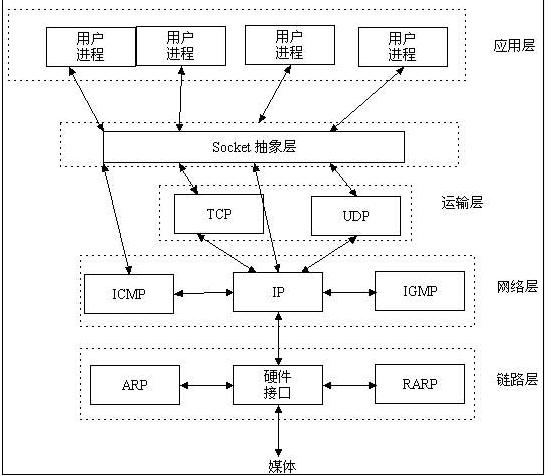 用户进程
用户进程
用户进程
用户进程
应用层
Socket 抽象层
TCP
UDP
运输层
ICMP
IP
IGMP
网络层
ARP
硬件接口
RARP
链路层
媒体